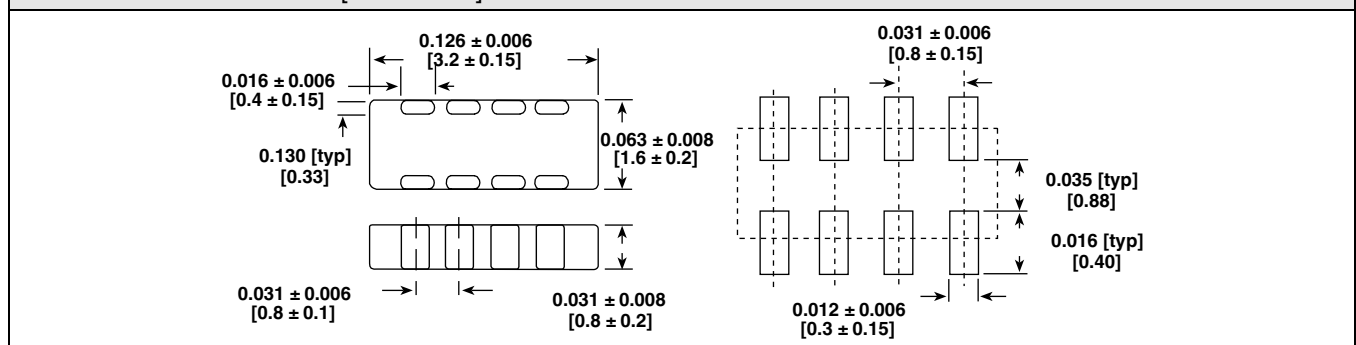 0.126 ± 0.006
[3.2 ± 0.15]
0.016 ± 0.006
[0.4 ± 0.15]
0.130 [typ]
[0.33]
0.063 ± 0.008
[1.6 ± 0.2]
0.031 ± 0.006
[0.8 ± 0.1]
0.031 ± 0.008
[0.8 ± 0.2]
0.031 ± 0.006
[0.8 ± 0.15]
0.035 [typ]
[0.88]
0.016 [typ]
[0.40]
0.012 ± 0.006
[0.3 ± 0.15]